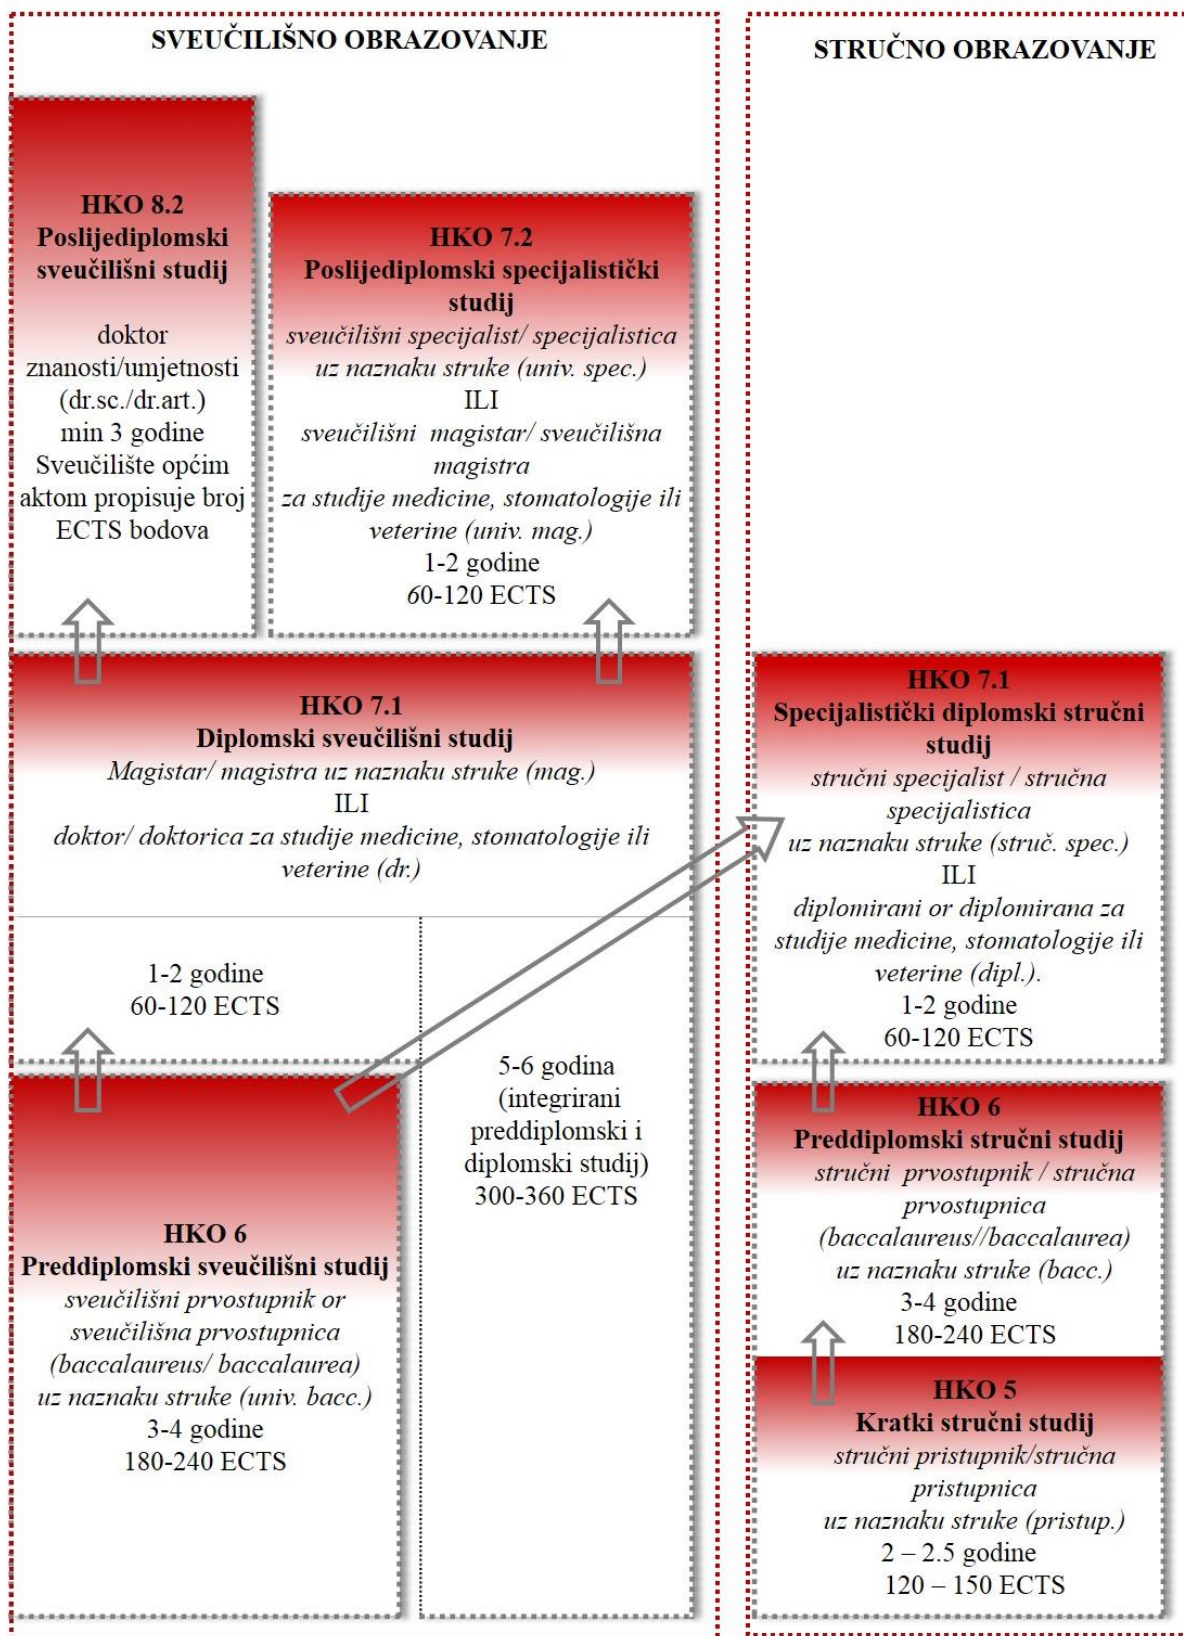 SVEUČILIŠNO OBRAZOVANJE
HKO 8.2
Poslijediplomski
sveučilišni studij
doktor
znanosti/umjetnosti
(dr.sc./dr.art.)
min 3 godine
Sveučilište općim
aktom propisuje broj
ECTS bodova
HKO 7.2
Poslijediplomski specijalistički
studij
sveučilišni specijalist/ specijalistica
uz naznaku struke (univ. spec.)
ILI
sveučilišni magistar/ sveučilišna
magistra
za studije medicine, stomatologije ili
veterine (univ. mag.)
1-2 godine
60-120 ECTS
HKO 7.1
Diplomski sveučilišni studij
Magistar/ magistra uz naznaku struke (mag.)
ILI
doktor/ doktorica za studije medicine, stomatologije ili
veterine (dr.)
1-2 godine
60-120 ECTS
5-6 godina
(integrirani
preddiplomski i
diplomski studij)
300-360 ECTS
HKO 6
Preddiplomski sveučilišni studij
sveučilišni prvostupnik or
sveučilišna prvostupnica
(baccalaureus/ baccalaurea)
uz naznaku struke (univ. bacc.)
3-4 godine
180-240 ECTS
STRUČNO OBRAZOVANJE
HKO 7.1
Specijalistički diplomski stručni
studij
stručni specijalist / stručna
specijalistica
uz naznaku struke (struč. spec.)
ILI
diplomirani or diplomirana za
studije medicine, stomatologije ili
veterine (dipl.).
1-2 godine
60-120 ECTS
HKO 6
Preddiplomski stručni studij
stručni prvostupnik / stručna
prvostupnica
(baccalaureus//baccalaurea)
uz naznaku struke (bacc.)
3-4 godine
180-240 ECTS
HKO 5
Kratki stručni studij
stručni pristupnik/stručna
pristupnica
uz naznaku struke (pristup.)
2 – 2.5 godine
120 – 150 ECTS